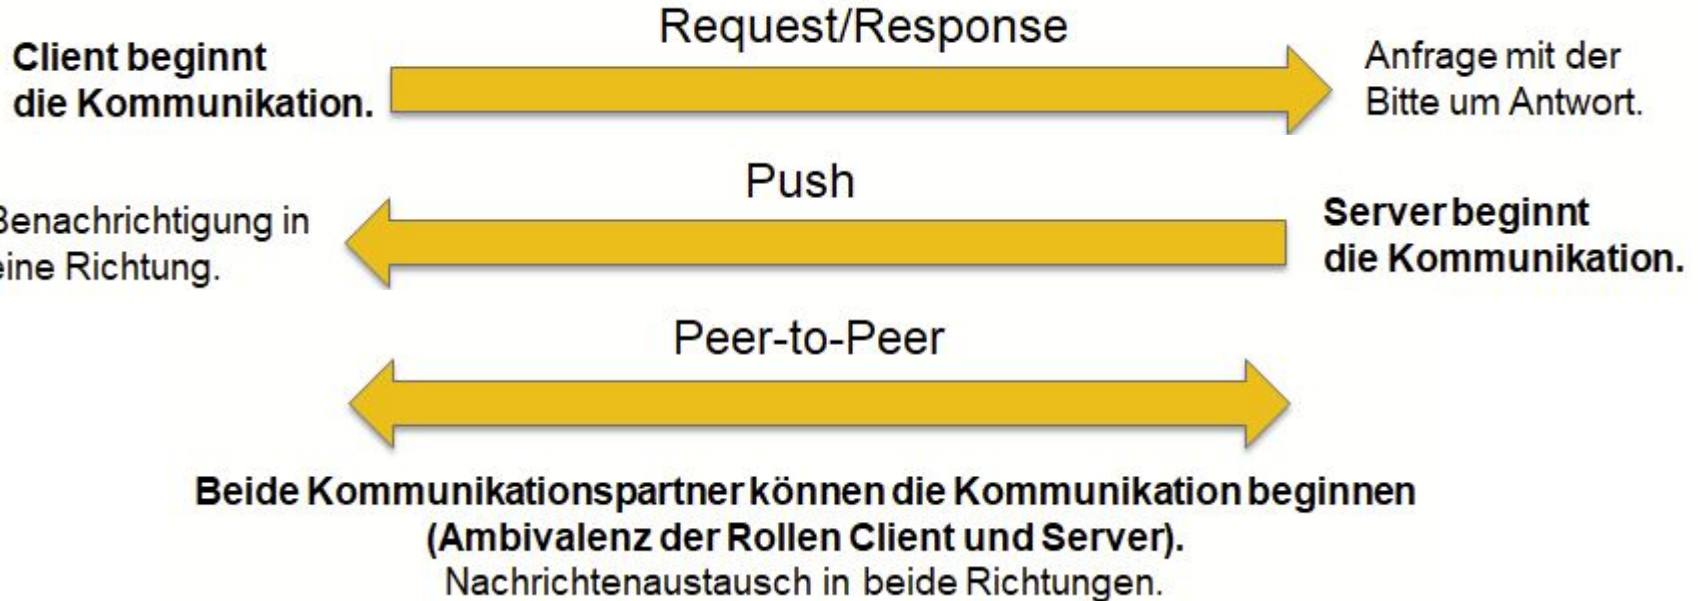 Request/Response
Client beginnt
die Kommunikation.
Anfrage mit der
Bitte um Antwort.
Push
Benachrichtigung in
eine Richtung.
Server beginnt
die Kommunikation.
Peer-to-Peer
Beide Kommunikationspartner können die Kommunikation beginnen
(Ambivalenz der Rollen Client und Server).
Nachrichtenaustausch in beide Richtungen.